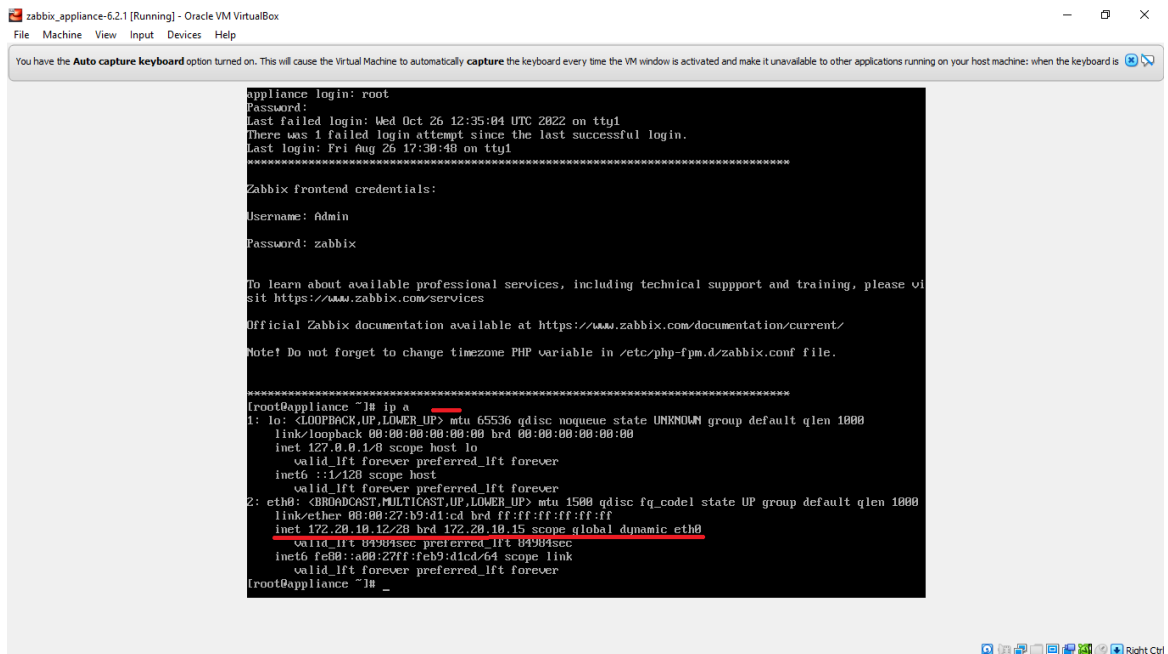 zabbix_appliance-6.2.1 [Running] - Oracle VM VirtualBox
File Machine View Input Devices Help
You have the Auto capture keyboard option turned on. This will cause the Virtual Machine to automatically capture the keyboard every time the VM window is activated and make it unavailable to other applications running on your host machine: when the keyboard is
appliance login: root
Password:
Last failed login: Wed Oct 26 12:35:04 UTC 2022 on tty1
There was 1 failed login attempt since the last successful login.
Last login: Fri Aug 26 17:30:48 on tty1
********************************************************************************
Zabbix frontend credentials:
Username: Admin
Password: zabbix
To learn about available professional services, including technical suppport and training, please vi
sit https://www.zabbix.com/services
Official Zabbix documentation available at https://www.zabbix.com/documentation/current/
Note! Do not forget to change timezone PHP variable in /etc/php-fpm.d/zabbix.conf file.
********************************************************************************
[root@appliance ~]# ip a
1: lo: <LOOPBACK,UP,LOWER_UP> mtu 65536 qdisc noqueue state UNKNOWN group default qlen 1000
link/loopback 00:00:00:00:00:00 brd 00:00:00:00:00:00
inet 127.0.0.1/8 scope host lo
valid_lft forever preferred_lft forever
inet6 ::1/128 scope host
valid_lft forever preferred_lft forever
2: eth0: <BROADCAST,MULTICAST,UP,LOWER_UP> mtu 1500 qdisc fq_codel state UP group default qlen 1000
link/ether 08:00:27:b9:d1:cd brd ff:ff:ff:ff:ff:ff
inet 172.20.10.12/28 brd 172.20.10.15 scope global dynamic eth0
valid_lft 84984sec preferred_lft 84984sec
inet6 fe80::a00:27ff:feb9:d1cd/64 scope link
valid_lft forever preferred_lft forever
[root@appliance ~]# _
Right Ctrl